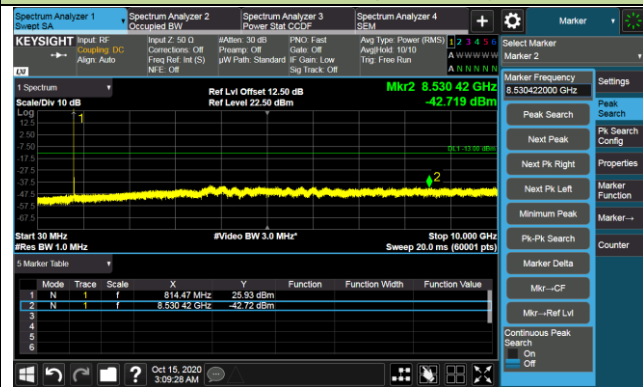 Spectrum Analyzer 1
Swept SA
Spectrum Analyzer 2
Occupied BW
Spectrum Analyzer 3
Power Stat CCDF
Spectrum Analyzer 4
SEM
+
Marker
KEYSIGHT
Input: RF
Coupling: DC
Align: Auto
Input Z: 50 Ω
Corrections: Off
Freq Ref: Int (S)
NFE: Off
#Atten: 30 dB
Preamp: Off
µW Path: Standard
PNO: Fast
Gate: Off
IF Gain: Low
Sig Track: Off
Avg Type: Power (RMS)
Avg|Hold: 10/10
Trig: Free Run
1 2 3 4 5 6
A W W W W W
A N N N N N
LXI
Select Marker
Marker 2
1 Spectrum
Scale/Div 10 dB
Ref Lvl Offset 12.50 dB
Ref Level 22.50 dBm
Mkr2 8.530 42 GHz
-42.719 dBm
Log
12.5
2.50
-7.50
-17.5
-27.5
-37.5
-47.5
-57.5
-67.5
1
DL1 -13.00 dBm
2
Start 30 MHz
#Res BW 1.0 MHz
#Video BW 3.0 MHz*
Stop 10.000 GHz
Sweep 20.0 ms (60001 pts)
5 Marker Table
Mode Trace Scale X Y Function Function Width Function Value
1 N 1 f 814.47 MHz 25.93 dBm
2 N 1 f 8.530 42 GHz -42.72 dBm
3
4
5
6
Marker Frequency
8.530422000 GHz
Peak Search
Next Peak
Next Pk Right
Next Pk Left
Minimum Peak
Pk-Pk Search
Marker Delta
Mkr→CF
Mkr→Ref Lvl
Continuous Peak
Search
On
Off
Settings
Peak
Search
Pk Search
Config
Properties
Marker
Function
Marker→
Counter
?
Oct 15, 2020
3:09:28 AM